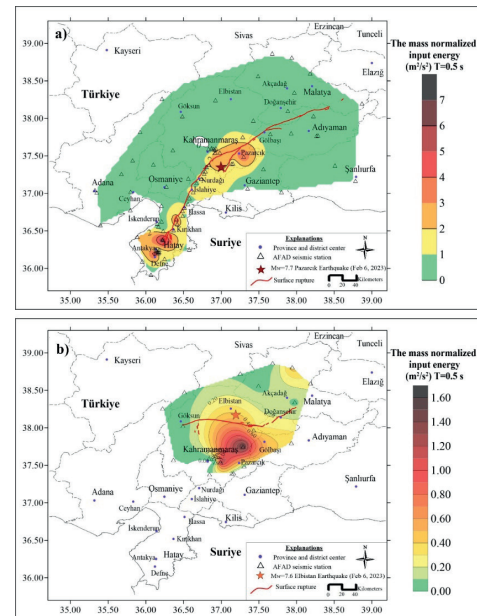 a)
Sivas
Erzincan
Tunceli
Kayseri
Elazığ
Türkiye
Elbistan
Akçadağ
Malatya
Göksun
Doğanşehir
Adıyaman
Kahramanmaraş
Gölbaşı
Pazarcık
Şanlıurfa
Adana
Osmaniye
Nurdağı
İslahiye
Gaziantep
Ceyhan
İskenderun
Hassa
Kilis
Kırıkhan
Antakya
Hatay
Defne
Suriye
Explanations
Province and district center
AFAD seismic station
Mw=7.7 Pazarcık Earthquake (Feb 6, 2023)
Surface rupture
0 20 40
Kilometers
N
39.00
38.50
38.00
37.50
37.00
36.50
36.00
35.00 35.50 36.00 36.50 37.00 37.50 38.00 38.50 39.00
The mass normalized
input energy
(m²/s²) T=0.5 s
7
6
5
4
3
2
1
0
b)
Sivas
Erzincan
Tunceli
Kayseri
Elazığ
Türkiye
Elbistan
Akçadağ
Malatya
Göksun
Doğanşehir
Adıyaman
Kahramanmaraş
Gölbaşı
Pazarcık
Şanlıurfa
Adana
Osmaniye
Nurdağı
İslahiye
Gaziantep
Ceyhan
İskenderun
Hassa
Kilis
Kırıkhan
Antakya
Hatay
Defne
Suriye
Explanations
Province and district center
AFAD seismic station
Mw=7.6 Elbistan Earthquake (Feb 6, 2023)
Surface rupture
0 20 40
Kilometers
N
39.00
38.50
38.00
37.50
37.00
36.50
36.00
35.00 35.50 36.00 36.50 37.00 37.50 38.00 38.50 39.00
The mass normalized
input energy
(m²/s²) T=0.5 s
1.60
1.40
1.20
1.00
0.80
0.60
0.40
0.20
0.00